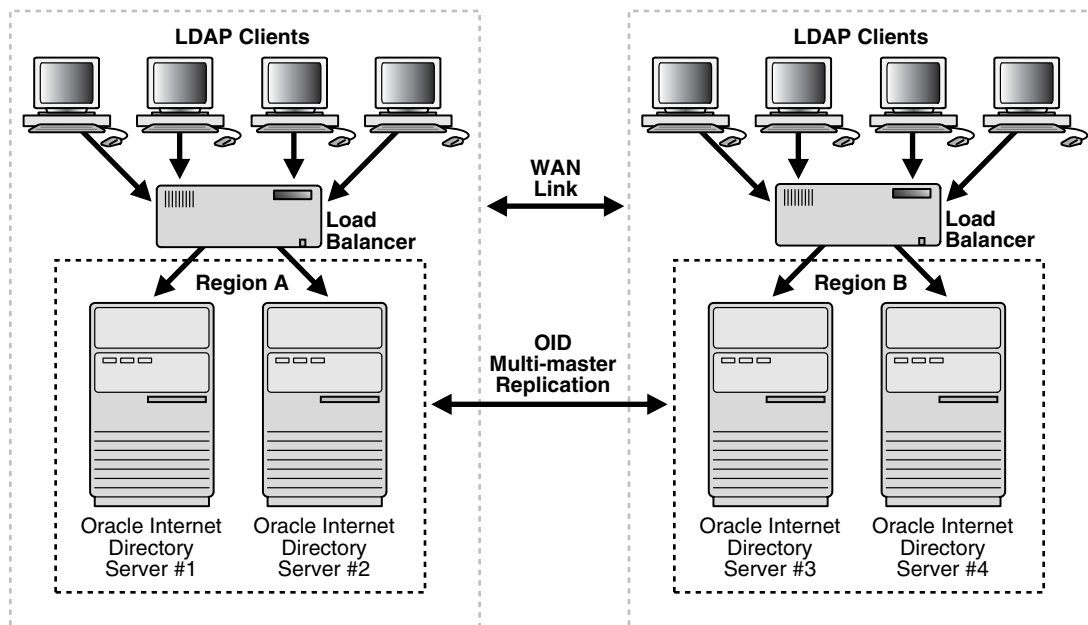 LDAP Clients
LDAP Clients
WAN
Link
Load
Balancer
Load
Balancer
Region A
Region B
OID
Multi-master
Replication
Oracle Internet
Directory
Server #1
Oracle Internet
Directory
Server #2
Oracle Internet
Directory
Server #3
Oracle Internet
Directory
Server #4